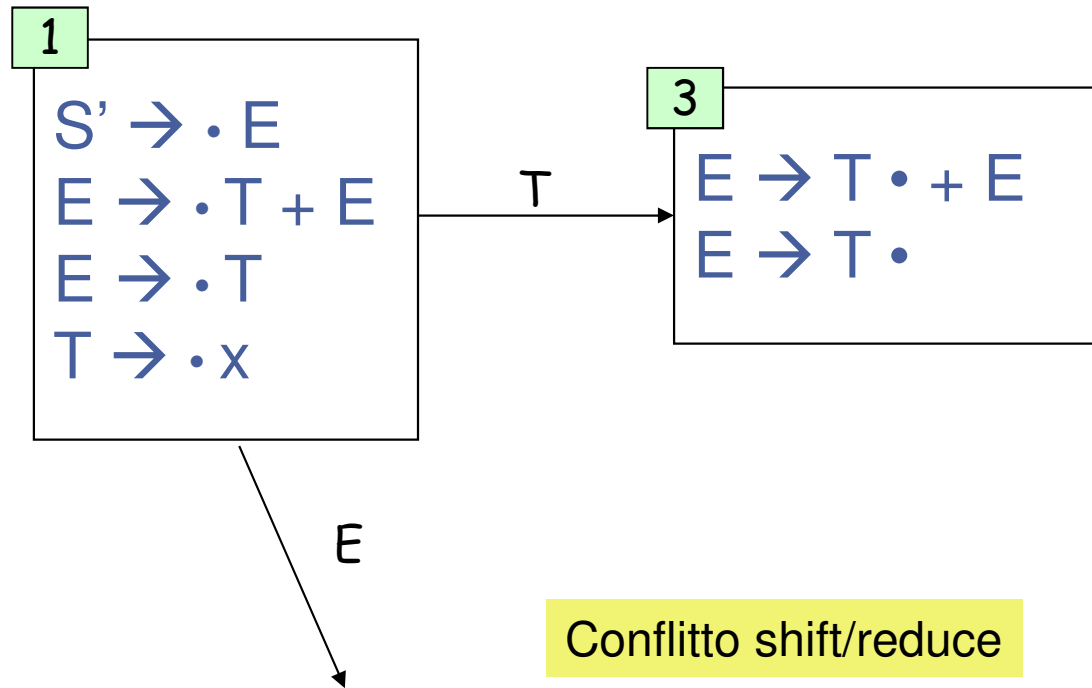 1
S’ → • E
E → • T + E
E → • T
T → • x
T
3
E → T • + E
E → T •
E
Conflitto shift/reduce